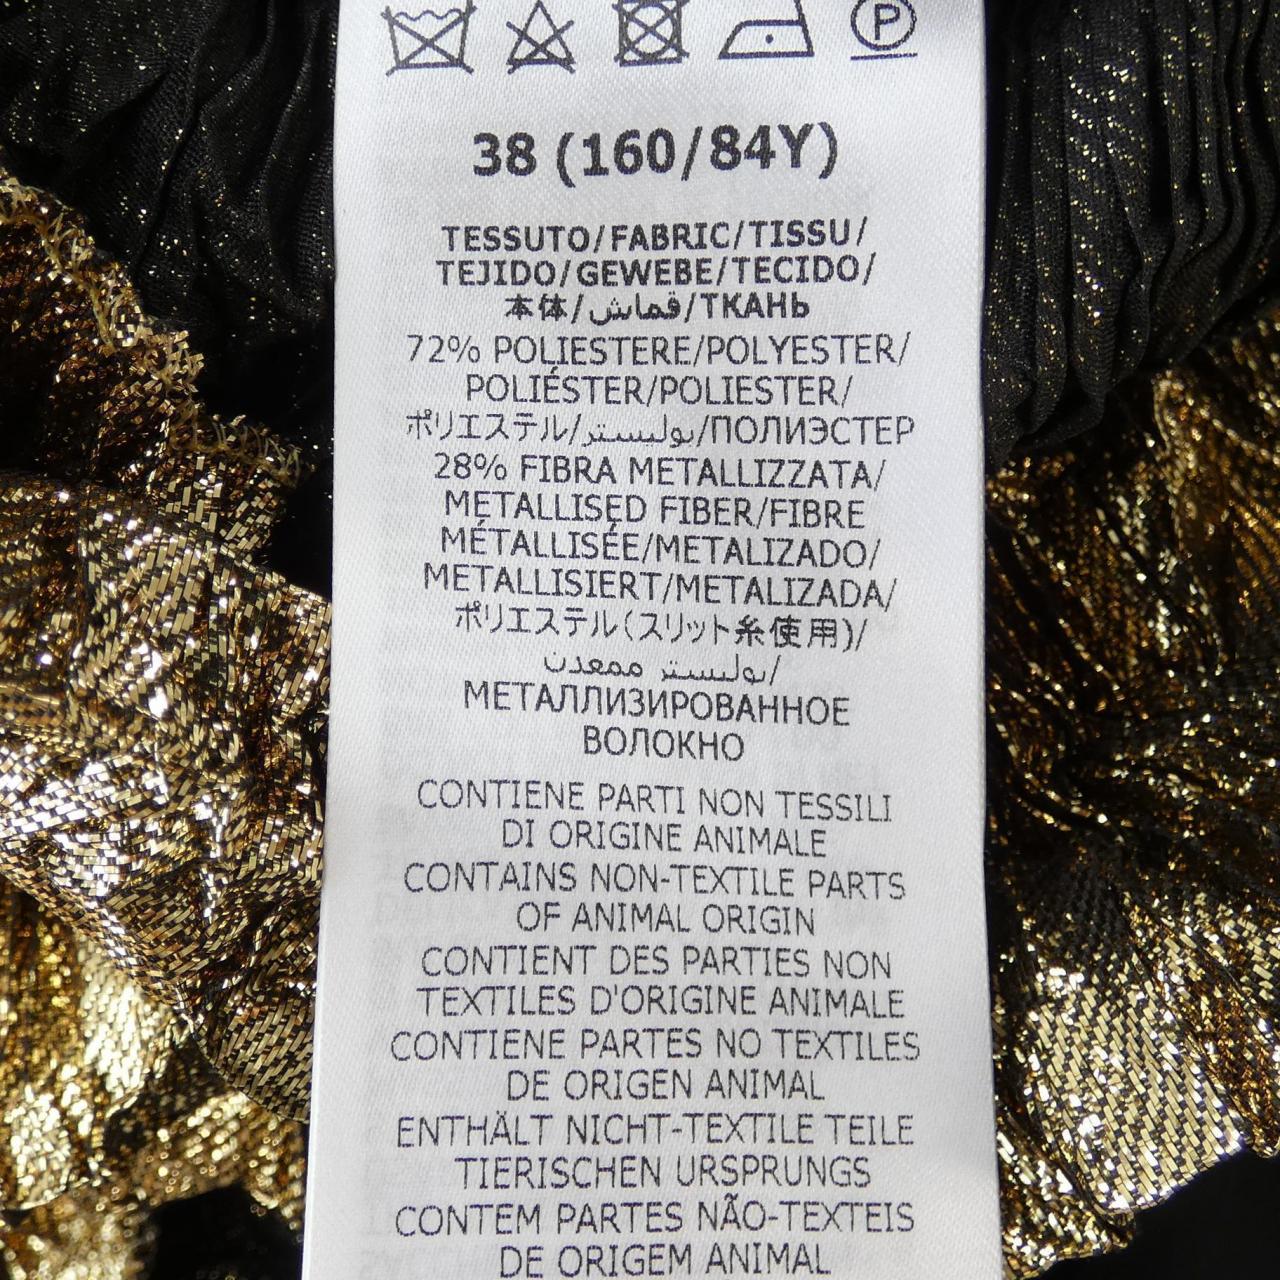 P
38 (160/84Y)
TESSUTO/FABRIC/TISSU/
TEJIDO/GEWEBE/TECIDO/
本体/قماش/ТКАНЬ
72% POLIESTERE/POLYESTER/
POLIÉSTER/POLIESTER/
ポリエステル/بوليستر/ПОЛИЭСТЕР
28% FIBRA METALLIZZATA/
METALLISED FIBER/FIBRE
MÉTALLISÉE/METALIZADO/
METALLISIERT/METALIZADA/
ポリエステル(スリット糸使用)/
بوليستر ممعدن/
МЕТАЛЛИЗИРОВАННОЕ
ВОЛОКНО
CONTIENE PARTI NON TESSILI
DI ORIGINE ANIMALE
CONTAINS NON-TEXTILE PARTS
OF ANIMAL ORIGIN
CONTIENT DES PARTIES NON
TEXTILES D'ORIGINE ANIMALE
CONTIENE PARTES NO TEXTILES
DE ORIGEN ANIMAL
ENTHÄLT NICHT-TEXTILE TEILE
TIERISCHEN URSPRUNGS
CONTEM PARTES NÃO-TEXTEIS
DE ORIGEM ANIMAL